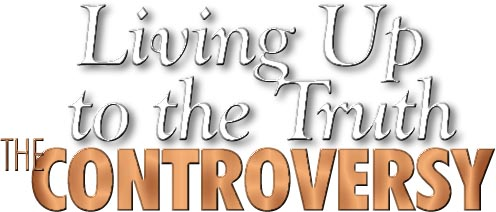 Living Up
to the Truth
THE CONTROVERSY